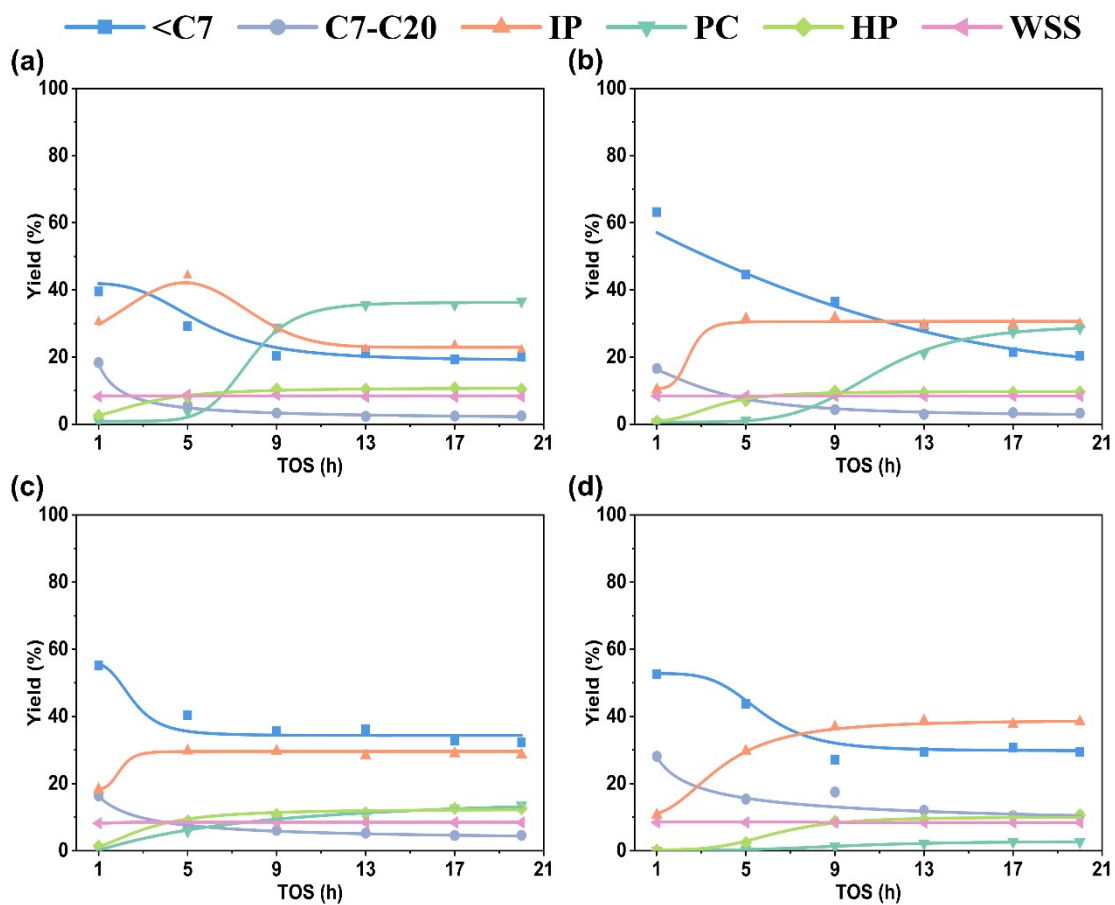 <C7 C7-C20 IP PC HP WSS
(a) (b)
100 100
80 80
60 60
40 40
20 20
0 0
Yield (%) Yield (%)
1 5 9 13 17 21 1 5 9 13 17 21
TOS (h) TOS (h)
(c) (d)
100 100
80 80
60 60
40 40
20 20
0 0
Yield (%) Yield (%)
1 5 9 13 17 21 1 5 9 13 17 21
TOS (h) TOS (h)